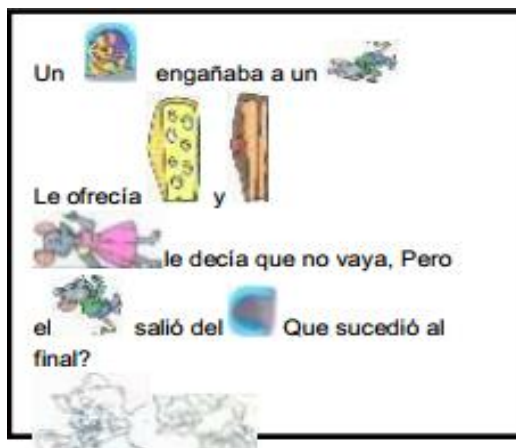 Un engañaba a un
Le ofrecía y
le decía que no vaya, Pero
el salió del Que sucedió al
final?